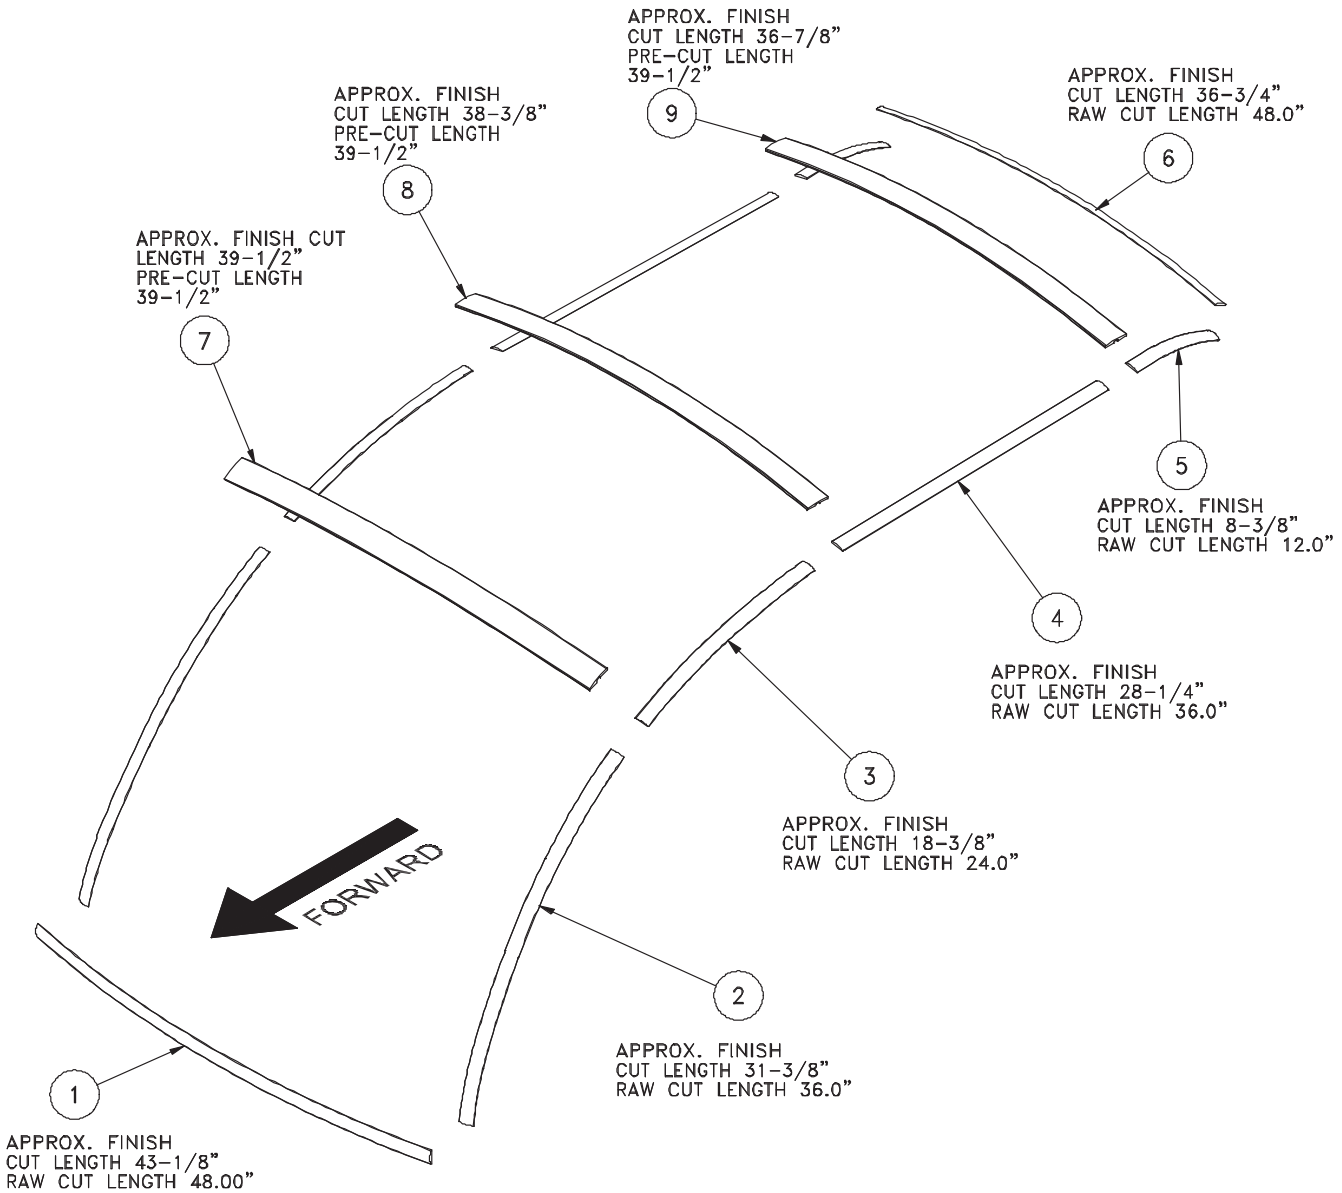 APPROX. FINISH
CUT LENGTH 36-7/8"
PRE-CUT LENGTH
39-1/2"
9
APPROX. FINISH
CUT LENGTH 36-3/4"
RAW CUT LENGTH 48.0"
6
APPROX. FINISH
CUT LENGTH 38-3/8"
PRE-CUT LENGTH
39-1/2"
8
APPROX. FINISH CUT
LENGTH 39-1/2"
PRE-CUT LENGTH
39-1/2"
7
5
APPROX. FINISH
CUT LENGTH 8-3/8"
RAW CUT LENGTH 12.0"
4
APPROX. FINISH
CUT LENGTH 28-1/4"
RAW CUT LENGTH 36.0"
3
APPROX. FINISH
CUT LENGTH 18-3/8"
RAW CUT LENGTH 24.0"
FORWARD
2
APPROX. FINISH
CUT LENGTH 31-3/8"
RAW CUT LENGTH 36.0"
1
APPROX. FINISH
CUT LENGTH 43-1/8"
RAW CUT LENGTH 48.00"